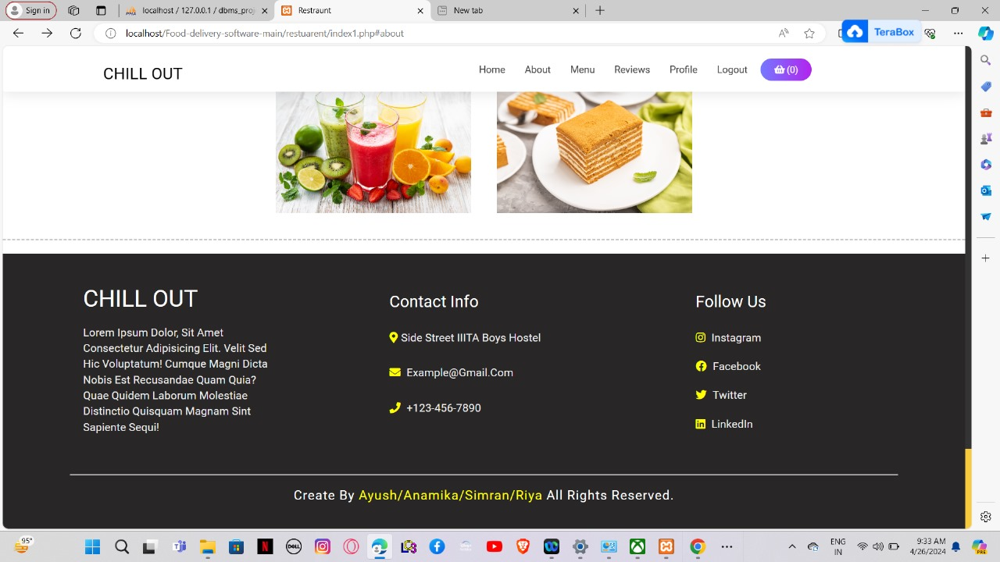 Sign in
localhost / 127.0.0.1 / dbms_proj
Restraunt
New tab
localhost/Food-delivery-software-main/restuarent/index1.php#about
TeraBox
CHILL OUT
Home About Menu Reviews Profile Logout (0)
CHILL OUT
Lorem Ipsum Dolor, Sit Amet
Consectetur Adipisicing Elit. Velit Sed
Hic Voluptatum! Cumque Magni Dicta
Nobis Est Recusandae Quam Quia?
Quae Quidem Laborum Molestiae
Distinctio Quisquam Magnam Sint
Sapiente Sequi!
Contact Info
Side Street IIITA Boys Hostel
Example@Gmail.Com
+123-456-7890
Follow Us
Instagram
Facebook
Twitter
LinkedIn
Create By Ayush/Anamika/Simran/Riya All Rights Reserved.
95°
DELL
ENG
IN
9:33 AM
4/26/2024
PRE